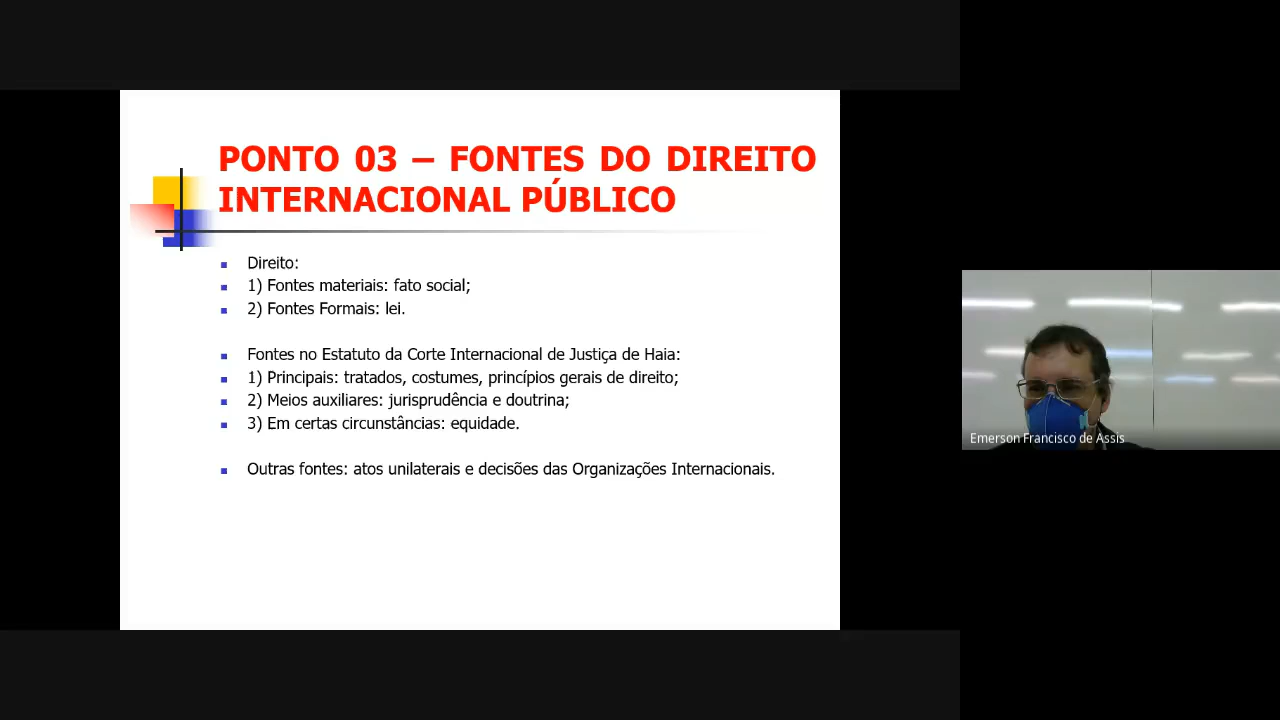 PONTO 03 – FONTES DO DIREITO
INTERNACIONAL PÚBLICO
Direito:
1) Fontes materiais: fato social;
2) Fontes Formais: lei.
Fontes no Estatuto da Corte Internacional de Justiça de Haia:
1) Principais: tratados, costumes, princípios gerais de direito;
2) Meios auxiliares: jurisprudência e doutrina;
3) Em certas circunstâncias: equidade.
Outras fontes: atos unilaterais e decisões das Organizações Internacionais.
Emerson Francisco de Assis